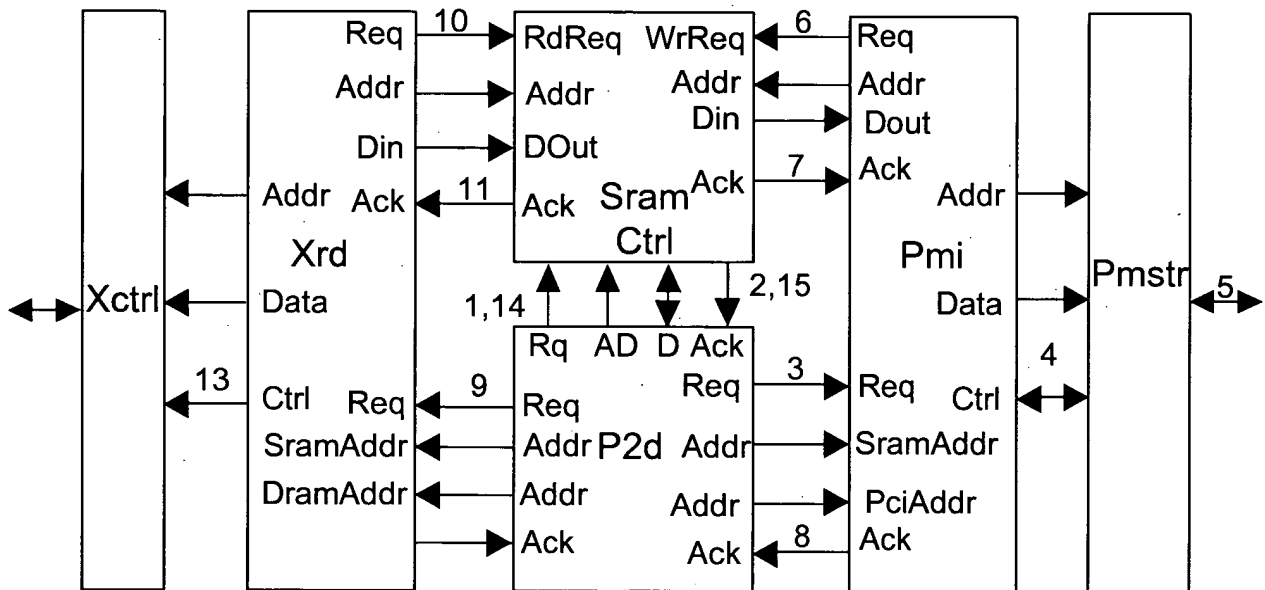 Req 10 RdReq WrReq 6 Req
Addr Addr Addr Addr
Din DOut Din Dout
Addr Ack 11 Ack Sram Ctrl Ack 7 Ack Addr
Xctrl Xrd Pmi Pmstr 5
Data 1,14 2,15 Data
Rq AD D Ack
13 Ctrl Req 9 Req Req 3 Req Ctrl 4
SramAddr Addr P2d Addr SramAddr
DramAddr Addr Addr PciAddr
Ack Ack 8 Ack